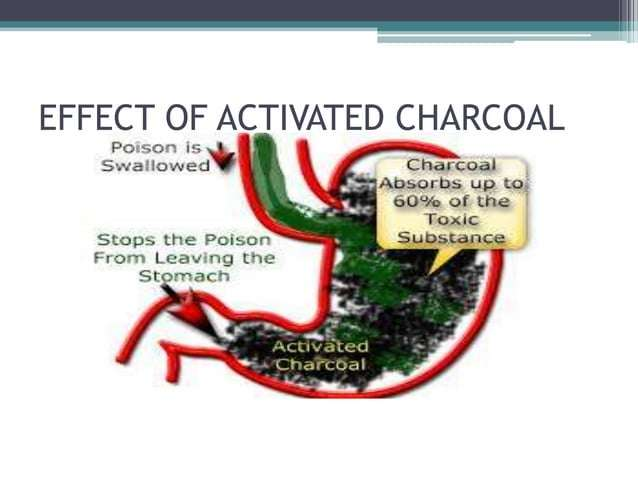 EFFECT OF ACTIVATED CHARCOAL
Poison is
Swallowed
Charcoal
Absorbs up to
60% of the
Toxic
Substance
Stops the Poison
From Leaving the
Stomach
Activated
Charcoal